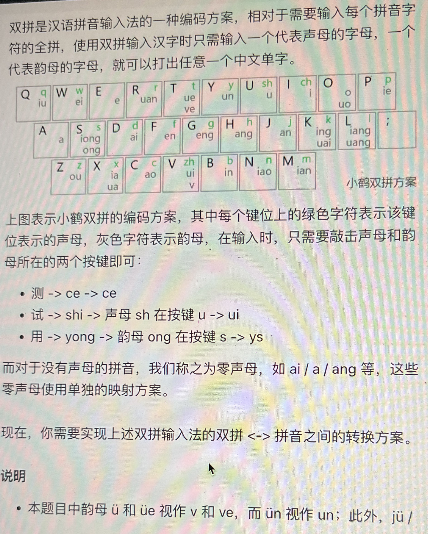 双拼是汉语拼音输入法的一种编码方案，相对于需要输入每个拼音字
符的全拼，使用双拼输入汉字时只需输入一个代表声母的字母，一个
代表韵母的字母，就可以打出任意一个中文单字。
Q q iu W w ei E e R r uan T t ue ve Y y un U sh u I ch i O o uo P p ie
A a S s iong ong D d ai F f en G g eng H h ang J j an K k ing uai L l iang uang ;
Z z ou X x ia ua C c ao V zh ui v B b in N n iao M m ian
小鹤双拼方案
上图表示小鹤双拼的编码方案，其中每个键位上的绿色字符表示该键
位表示的声母，灰色字符表示韵母，在输入时，只需要敲击声母和韵
母所在的两个按键即可：
• 测 -> ce -> ce
• 试 -> shi -> 声母 sh 在按键 u -> ui
• 用 -> yong -> 韵母 ong 在按键 s -> ys
而对于没有声母的拼音，我们称之为零声母，如 ai / a / ang 等，这些
零声母使用单独的映射方案。
现在，你需要实现上述双拼输入法的双拼 <-> 拼音之间的转换方案。
说明
• 本题目中韵母 ü 和 üe 视作 v 和 ve，而 ün 视作 un；此外，jü /